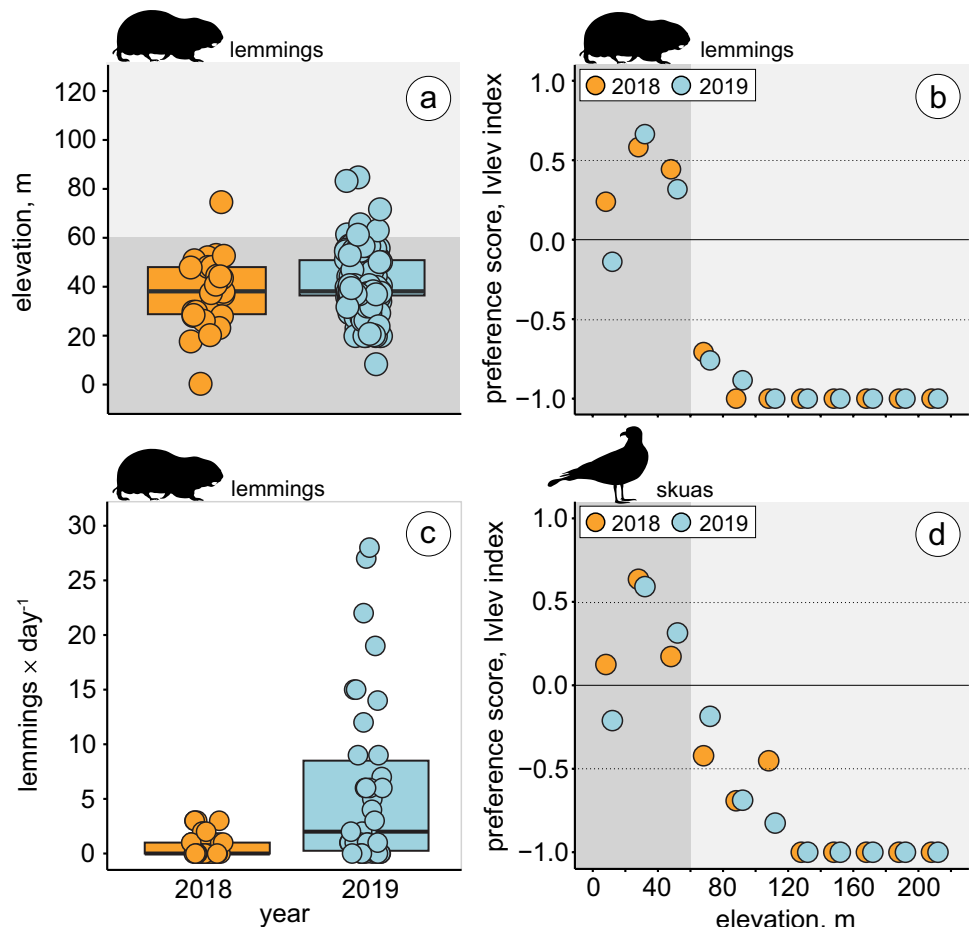 lemmings
a
120
100
80
60
40
20
0
elevation, m
lemmings
2018 2019
b
1.0
0.5
0.0
−0.5
−1.0
preference score, Ivlev index
lemmings
c
30
25
20
15
10
5
0
lemmings × day⁻¹
2018 2019
year
skuas
2018 2019
d
1.0
0.5
0.0
−0.5
−1.0
preference score, Ivlev index
0 40 80 120 160 200
elevation, m